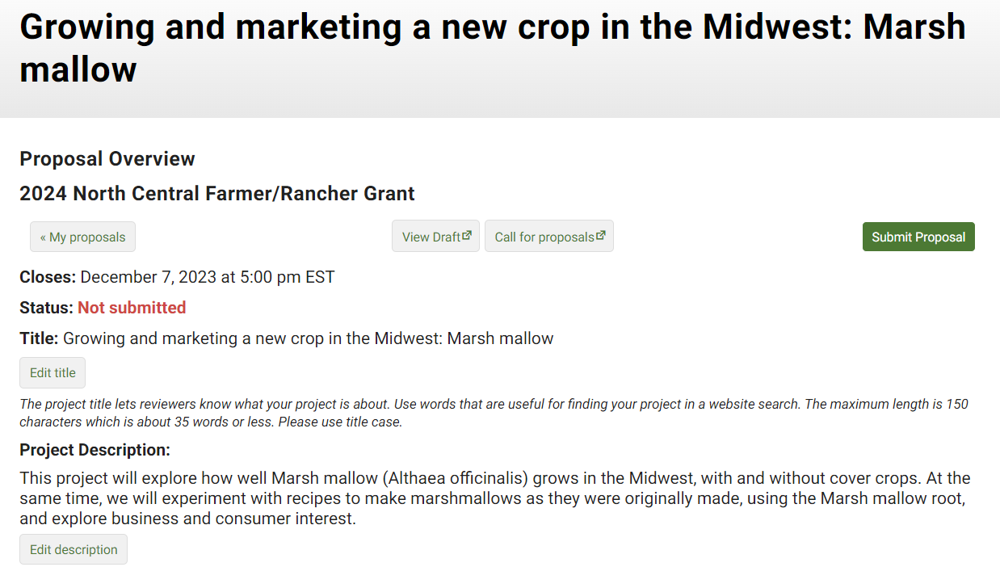 Growing and marketing a new crop in the Midwest: Marsh
mallow
Proposal Overview
2024 North Central Farmer/Rancher Grant
« My proposals
View Draft
Call for proposals
Submit Proposal
Closes: December 7, 2023 at 5:00 pm EST
Status: Not submitted
Title: Growing and marketing a new crop in the Midwest: Marsh mallow
Edit title
The project title lets reviewers know what your project is about. Use words that are useful for finding your project in a website search. The maximum length is 150
characters which is about 35 words or less. Please use title case.
Project Description:
This project will explore how well Marsh mallow (Althaea officinalis) grows in the Midwest, with and without cover crops. At the
same time, we will experiment with recipes to make marshmallows as they were originally made, using the Marsh mallow root,
and explore business and consumer interest.
Edit description